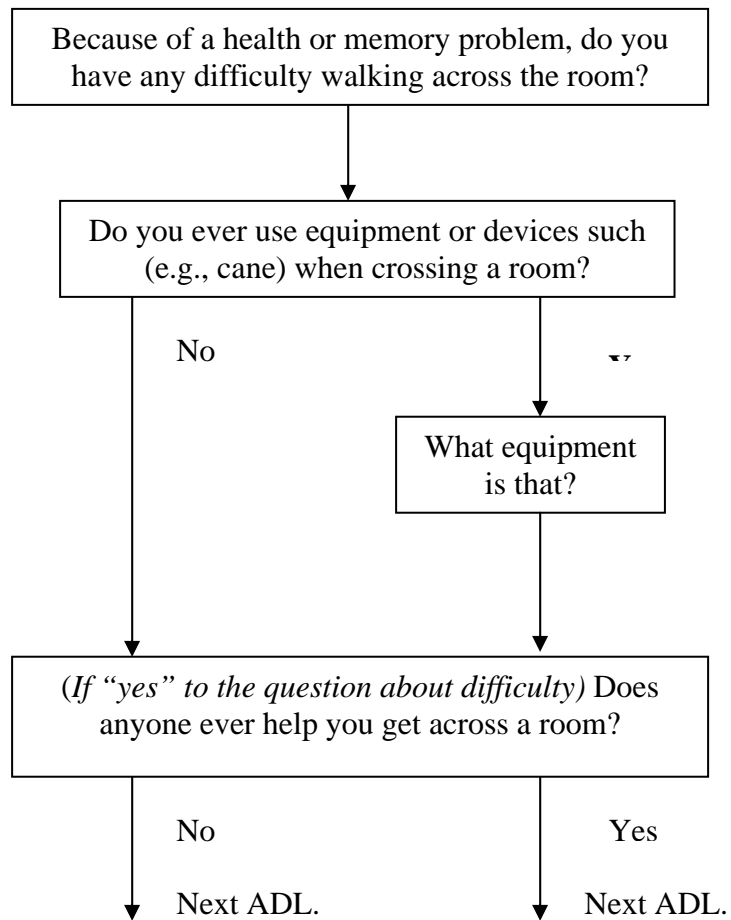 Because of a health or memory problem, do you
have any difficulty walking across the room?
Do you ever use equipment or devices such
(e.g., cane) when crossing a room?
No
What equipment
is that?
(If “yes” to the question about difficulty) Does
anyone ever help you get across a room?
No Yes
Next ADL. Next ADL.